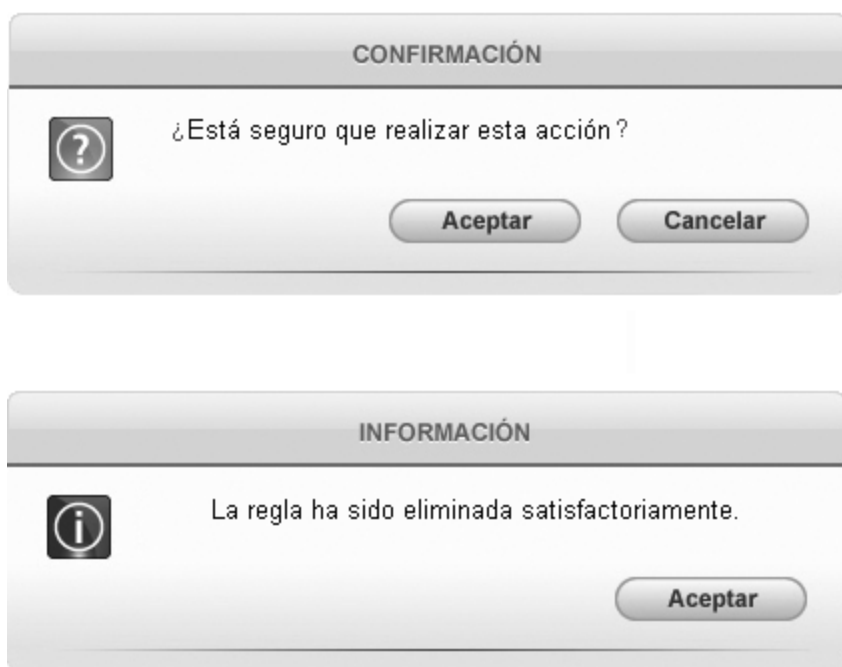 CONFIRMACIÓN
¿Está seguro que realizar esta acción?
Aceptar Cancelar
INFORMACIÓN
La regla ha sido eliminada satisfactoriamente.
Aceptar